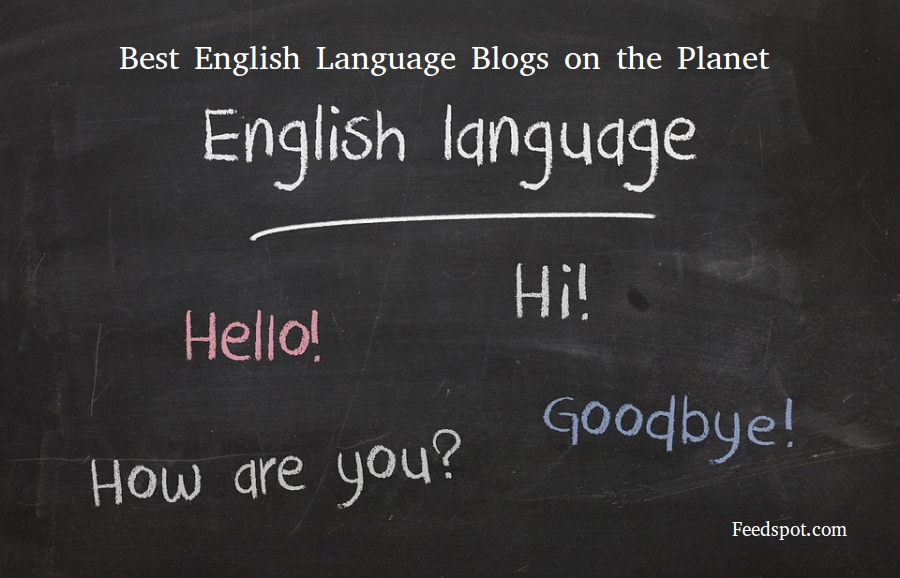 Best English Language Blogs on the Planet
English language
Hi!
Hello!
Goodbye!
How are you?
Feedspot.com